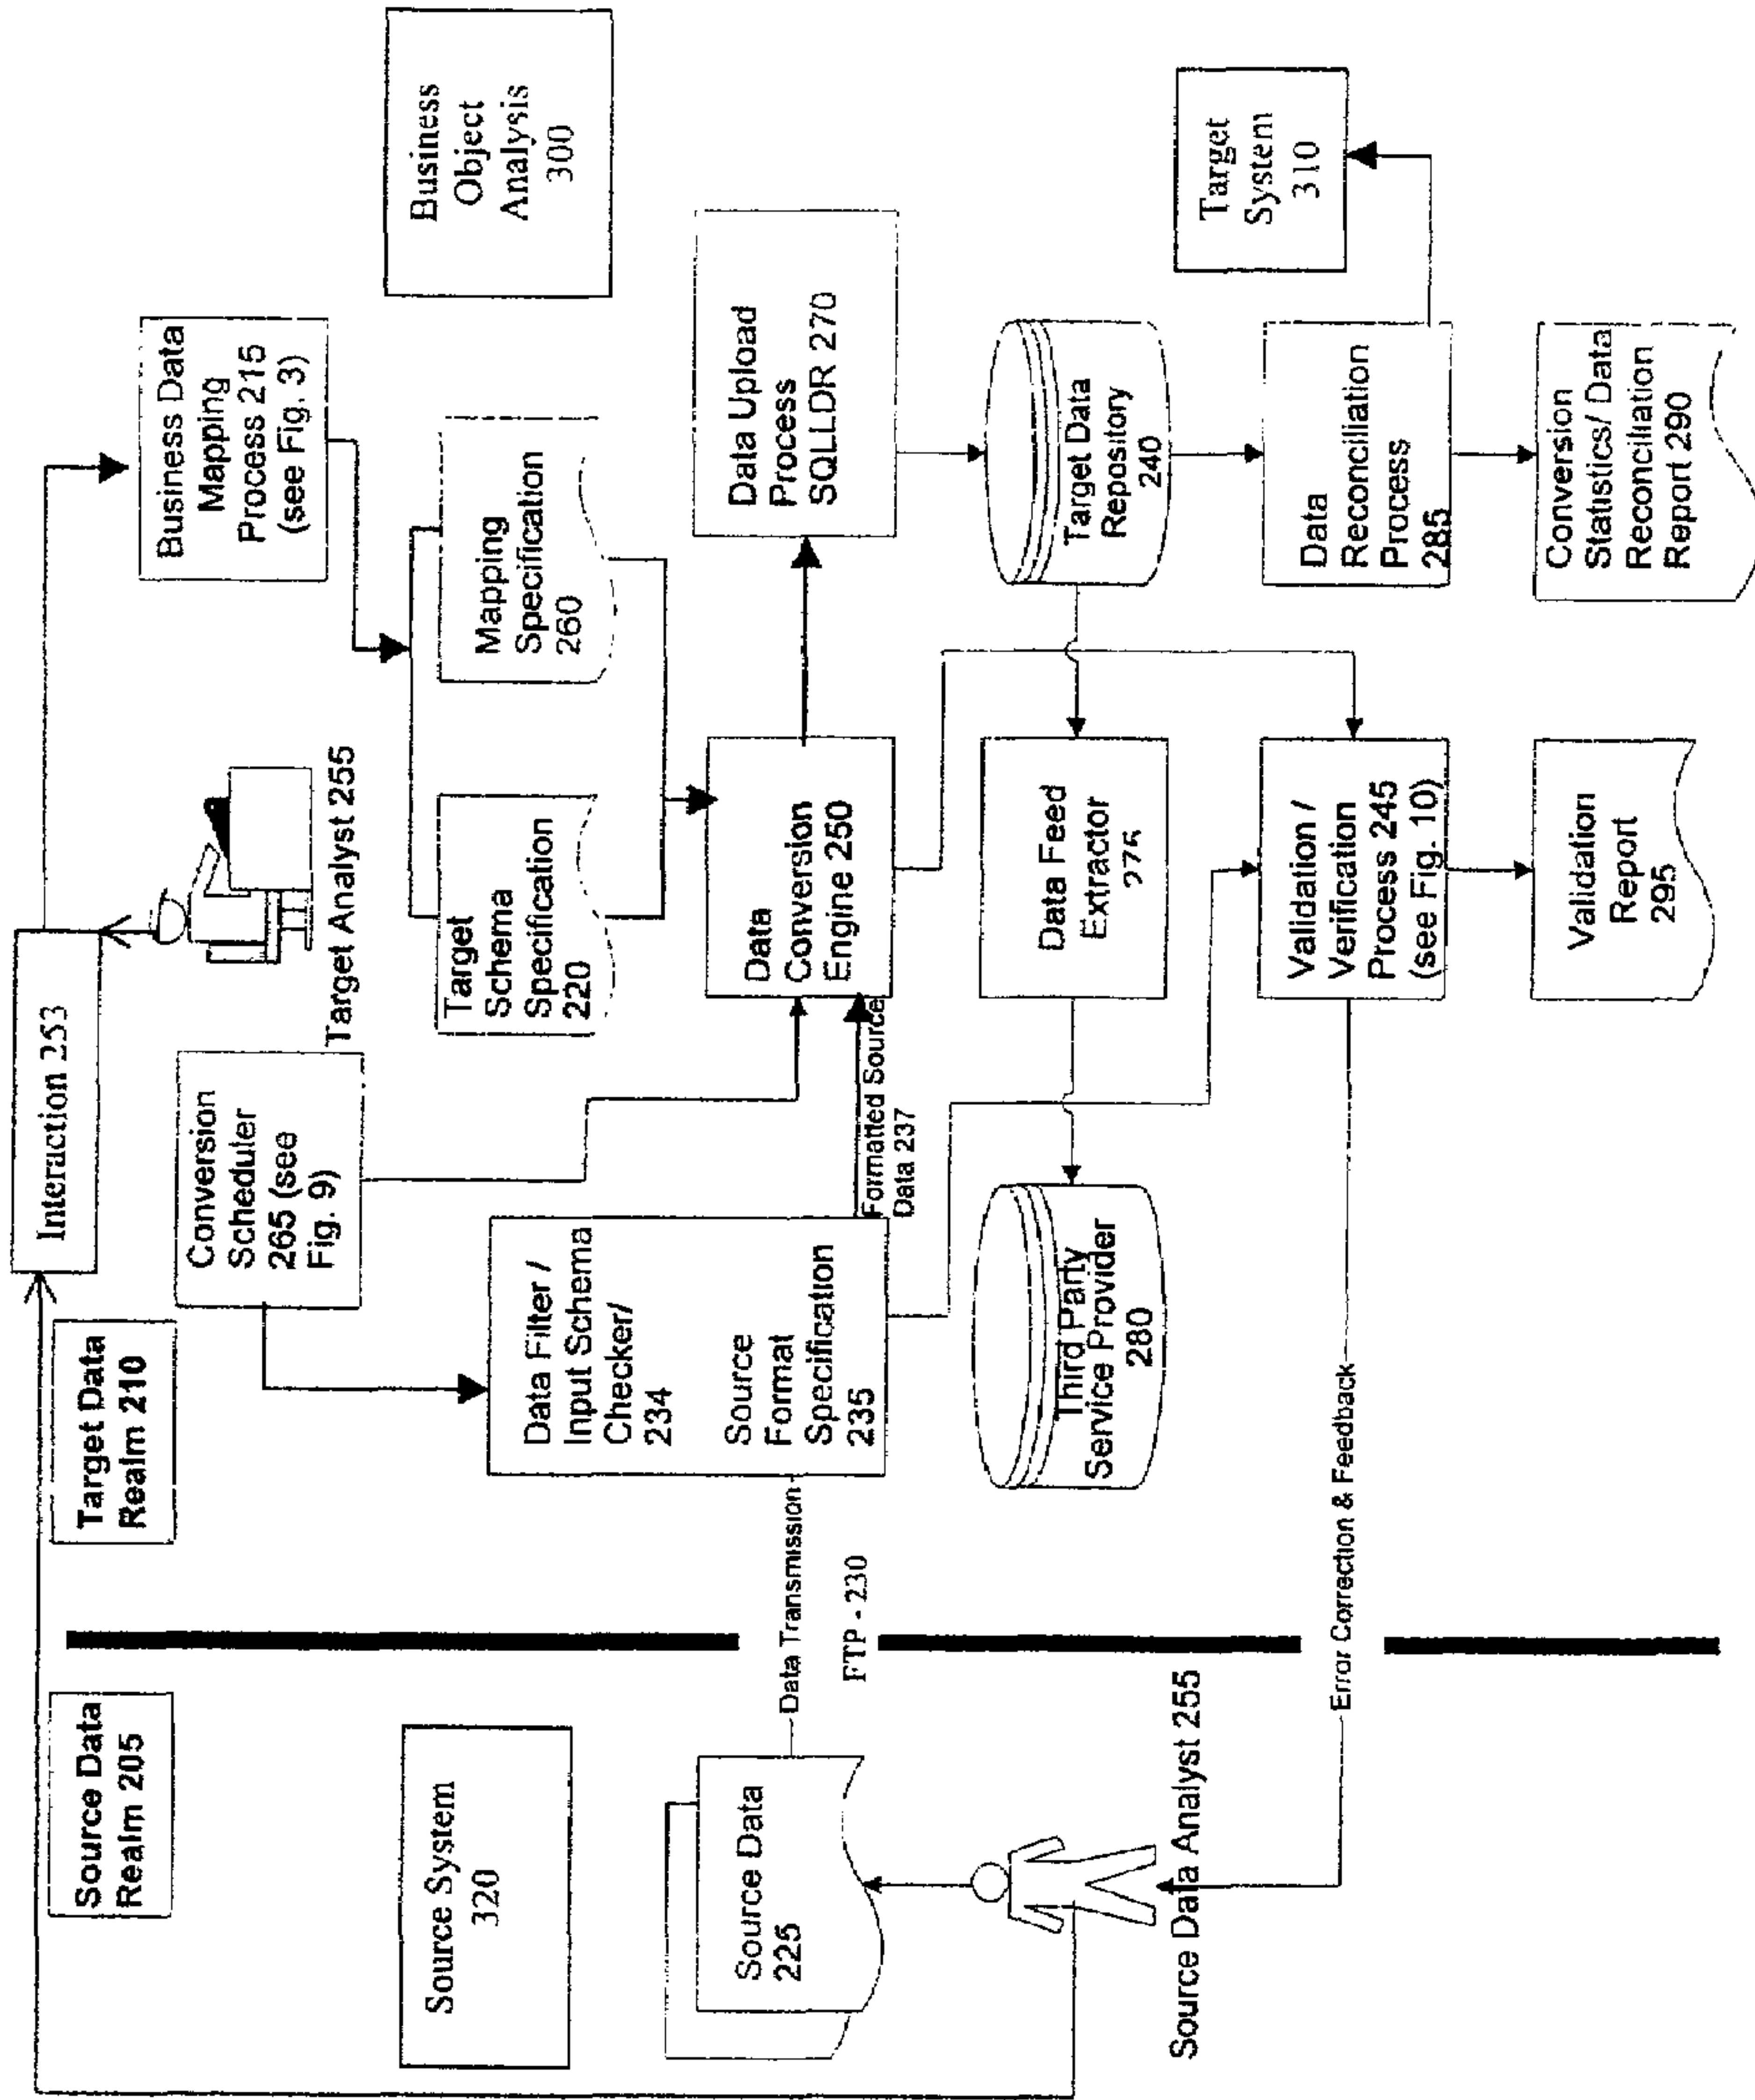 Source Data
Realm 205
Target Data
Realm 210
Interaction 253
Source System
320
Conversion
Scheduler
265 (see
Fig. 9)
Target Analyst 255
Business Data
Mapping
Process 215
(see Fig. 3)
Business
Object
Analysis
300
Target
Schema
Specification
220
Mapping
Specification
260
Source Data
225
Data Transmission
FTP - 230
Data Filter /
Input Schema
Checker/
234
Source
Format
Specification
235
Formatted Source
Data 237
Data
Conversion
Engine 250
Data Upload
Process
SQLLDR 270
Third Party
Service Provider
280
Data Feed
Extractor
275
Target Data
Repository
240
Source Data Analyst 255
Error Correction & Feedback
Validation /
Verification
Process 245
(see Fig. 10)
Data
Reconciliation
Process
285
Target
System
310
Validation
Report
295
Conversion
Statistics/ Data
Reconciliation
Report 290